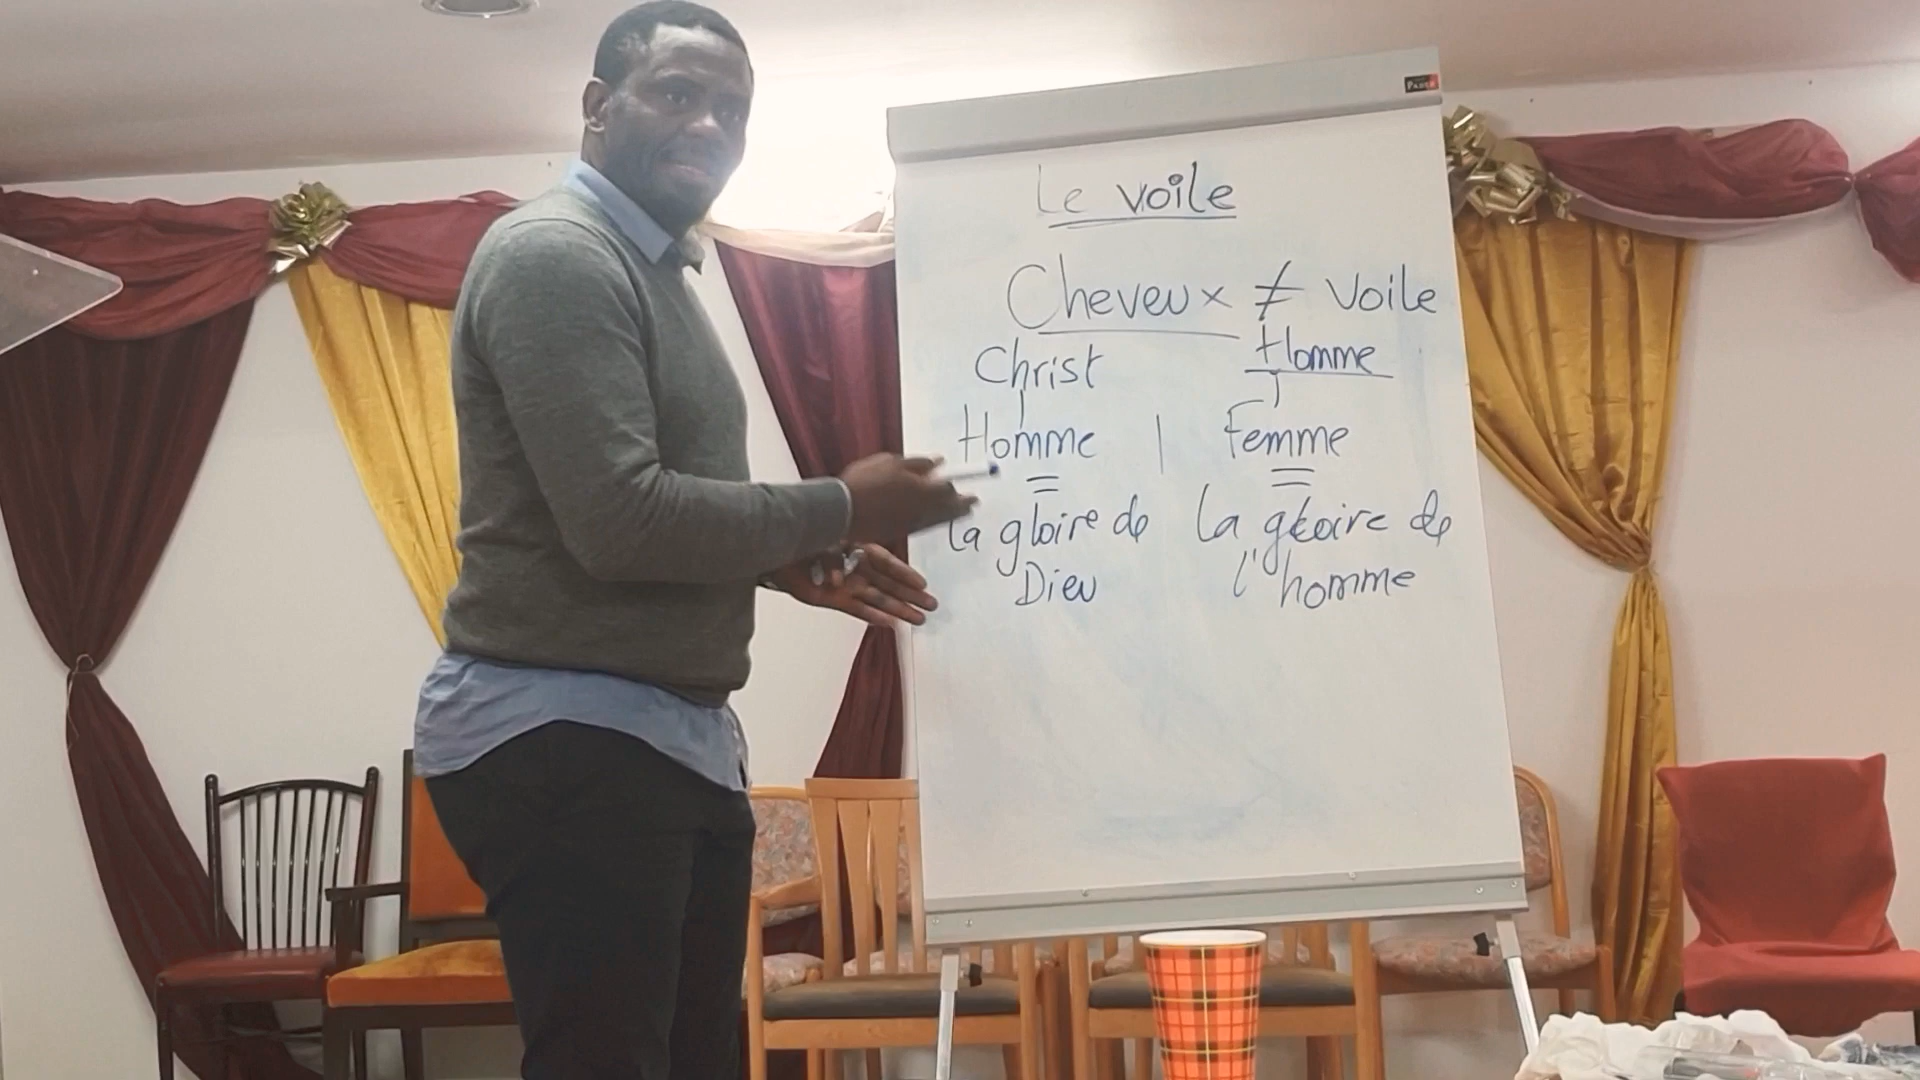 Le voile
Cheveux ≠ voile
Christ Homme
Homme | Femme
= =
La gloire de La gloire de
Dieu l'homme